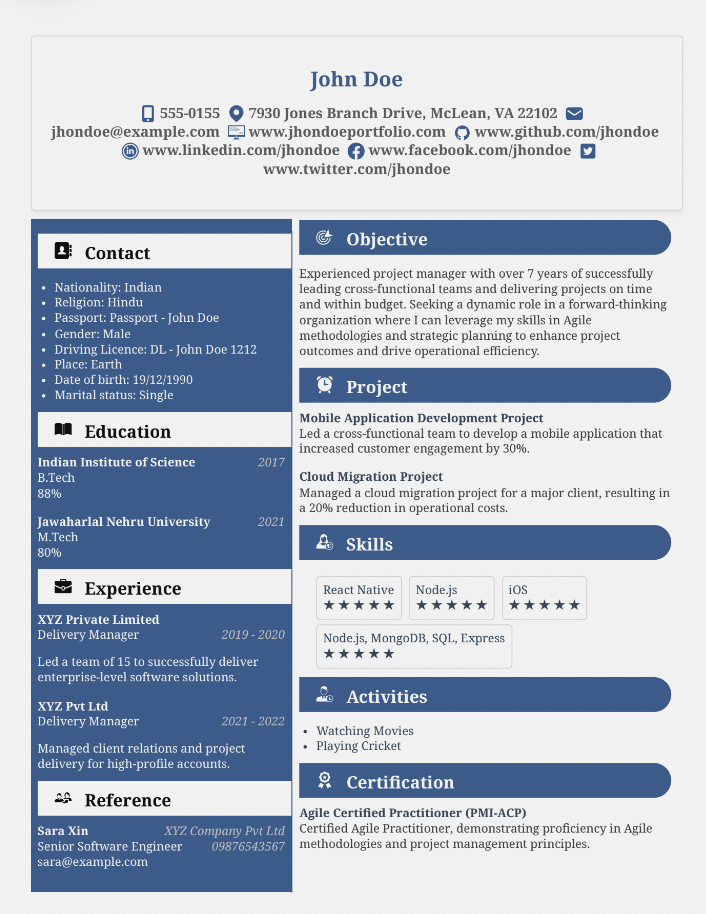 John Doe
555-0155 7930 Jones Branch Drive, McLean, VA 22102
jhondoe@example.com www.jhondoeportfolio.com www.github.com/jhondoe
www.linkedin.com/jhondoe www.facebook.com/jhondoe
www.twitter.com/jhondoe
Contact
• Nationality: Indian
• Religion: Hindu
• Passport: Passport - John Doe
• Gender: Male
• Driving Licence: DL - John Doe 1212
• Place: Earth
• Date of birth: 19/12/1990
• Marital status: Single
Education
Indian Institute of Science 2017
B.Tech
88%
Jawaharlal Nehru University 2021
M.Tech
80%
Experience
XYZ Private Limited
Delivery Manager 2019 - 2020
Led a team of 15 to successfully deliver
enterprise-level software solutions.
XYZ Pvt Ltd
Delivery Manager 2021 - 2022
Managed client relations and project
delivery for high-profile accounts.
Reference
Sara Xin XYZ Company Pvt Ltd
Senior Software Engineer 09876543567
sara@example.com
Objective
Experienced project manager with over 7 years of successfully
leading cross-functional teams and delivering projects on time
and within budget. Seeking a dynamic role in a forward-thinking
organization where I can leverage my skills in Agile
methodologies and strategic planning to enhance project
outcomes and drive operational efficiency.
Project
Mobile Application Development Project
Led a cross-functional team to develop a mobile application that
increased customer engagement by 30%.
Cloud Migration Project
Managed a cloud migration project for a major client, resulting in
a 20% reduction in operational costs.
Skills
React Native Node.js iOS
★★★★★ ★★★★★ ★★★★★
Node.js, MongoDB, SQL, Express
★★★★★
Activities
• Watching Movies
• Playing Cricket
Certification
Agile Certified Practitioner (PMI-ACP)
Certified Agile Practitioner, demonstrating proficiency in Agile
methodologies and project management principles.